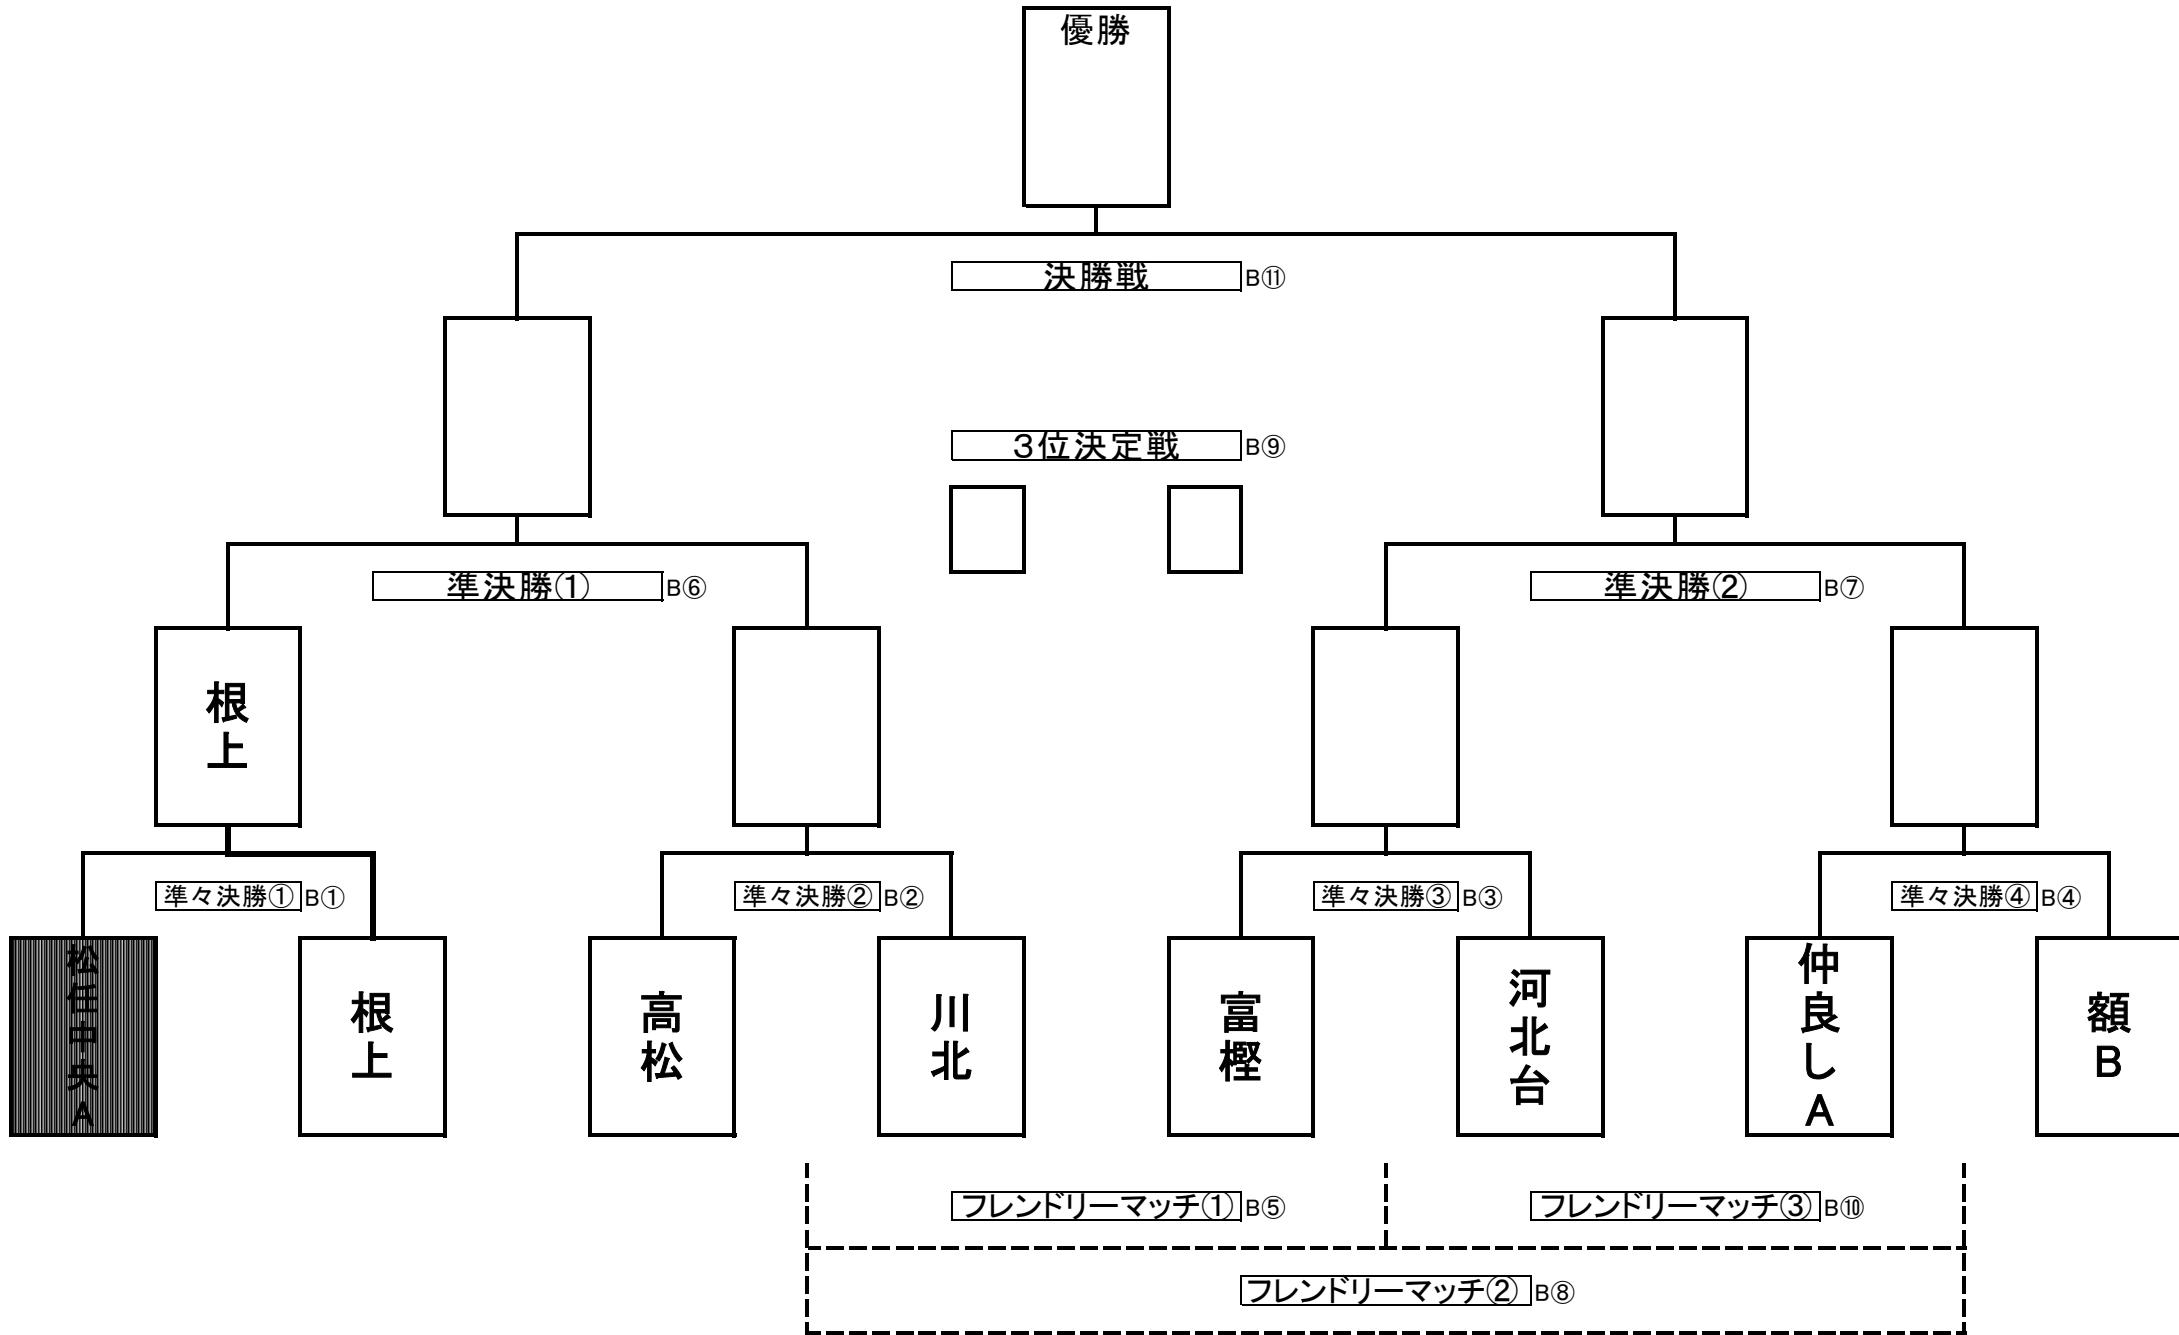 優勝
決勝戦 B⑪
3位決定戦 B⑨
準決勝① B⑥
準決勝② B⑦
根上
準々決勝① B①
準々決勝② B②
準々決勝③ B③
準々決勝④ B④
松任中央A
根上
高松
川北
富樫
河北台
仲良しA
額B
フレンドリーマッチ① B⑤
フレンドリーマッチ③ B⑩
フレンドリーマッチ② B⑧